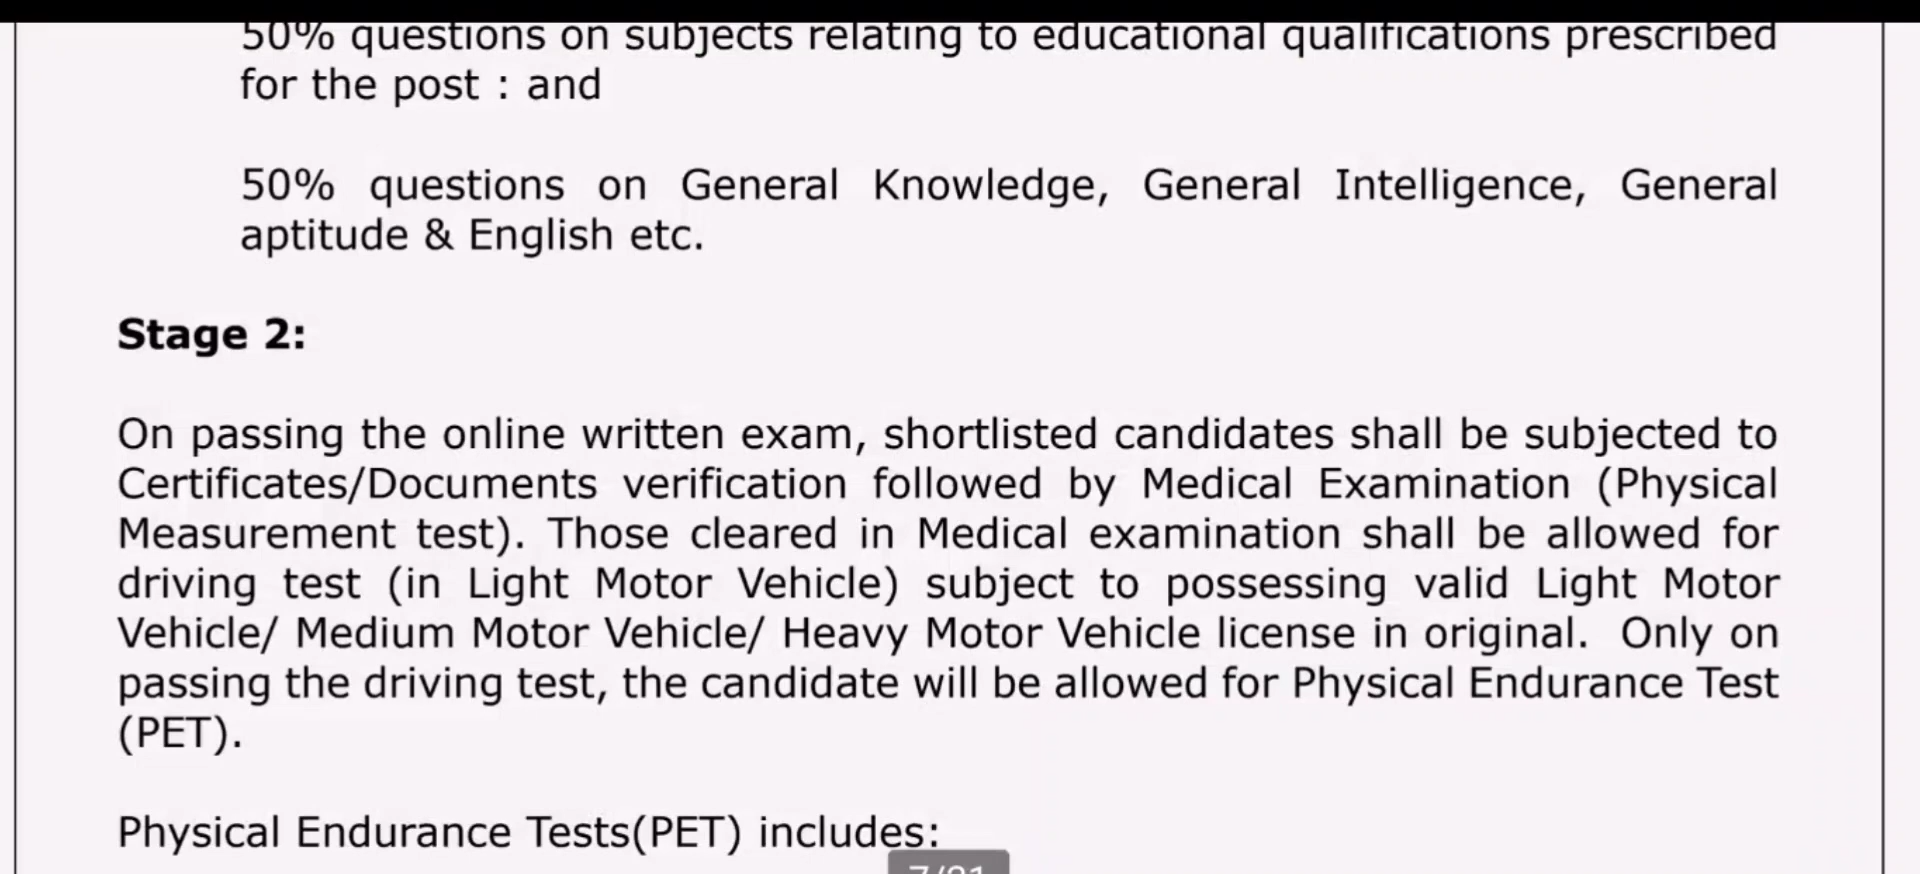 50% questions on subjects relating to educational qualifications prescribed
for the post : and
50% questions on General Knowledge, General Intelligence, General
aptitude & English etc.
Stage 2:
On passing the online written exam, shortlisted candidates shall be subjected to
Certificates/Documents verification followed by Medical Examination (Physical
Measurement test). Those cleared in Medical examination shall be allowed for
driving test (in Light Motor Vehicle) subject to possessing valid Light Motor
Vehicle/ Medium Motor Vehicle/ Heavy Motor Vehicle license in original. Only on
passing the driving test, the candidate will be allowed for Physical Endurance Test
(PET).
Physical Endurance Tests(PET) includes: